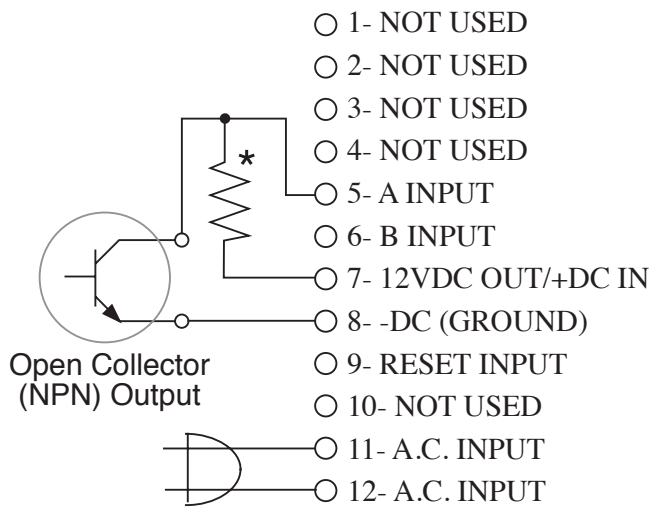 1- NOT USED
2- NOT USED
3- NOT USED
4- NOT USED
*
5- A INPUT
6- B INPUT
7- 12VDC OUT/+DC IN
8- -DC (GROUND)
Open Collector
(NPN) Output
9- RESET INPUT
10- NOT USED
11- A.C. INPUT
12- A.C. INPUT